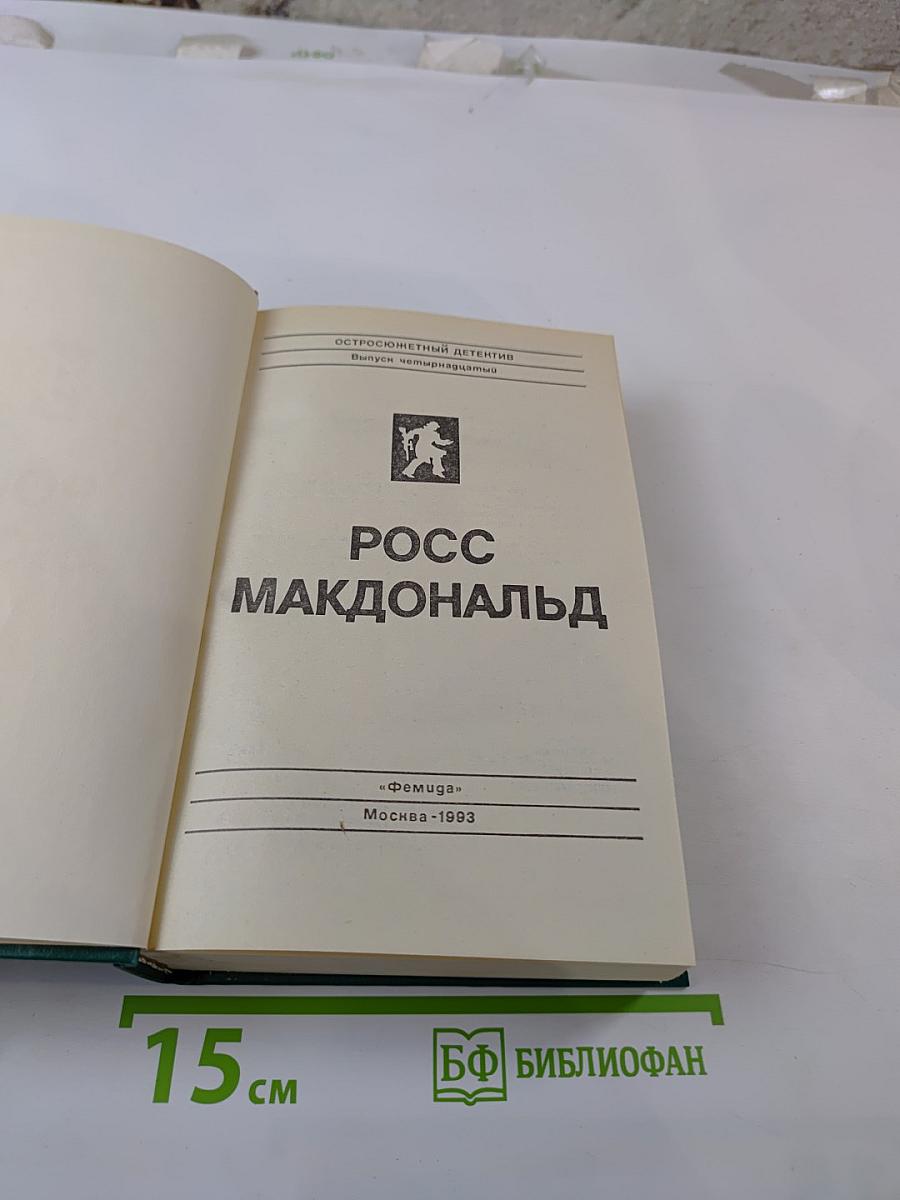 ОСТРОСЮЖЕТНЫЙ ДЕТЕКТИВ
Выпуск четырнадцатый
РОСС
МАКДОНАЛЬД
«Фемида»
Москва-1993
15 см
БФ БИБЛИОФАН